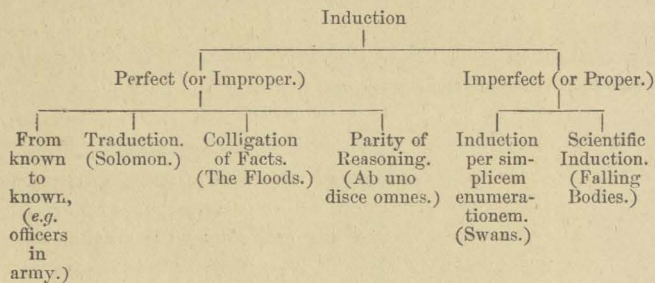 Induction
Perfect (or Improper.)
Imperfect (or Proper.)
From
known
to
known,
(e.g.
officers
in
army.)
Traduction.
(Solomon.)
Colligation
of Facts.
(The Floods.)
Parity of
Reasoning.
(Ab uno
disce omnes.)
Induction
per sim-
plicem
enumera-
tionem.
(Swans.)
Scientific
Induction.
(Falling
Bodies.)